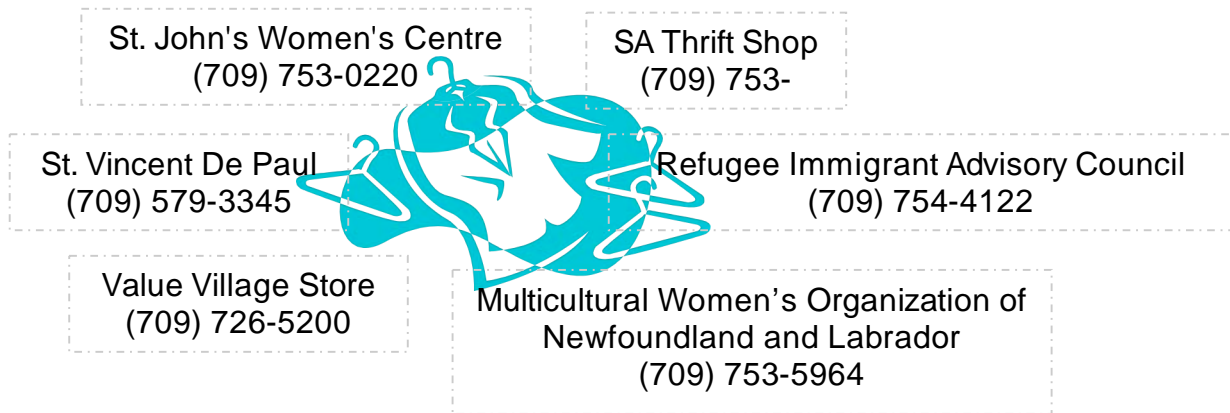 St. John's Women's Centre
(709) 753-0220
SA Thrift Shop
(709) 753-
St. Vincent De Paul
(709) 579-3345
Refugee Immigrant Advisory Council
(709) 754-4122
Value Village Store
(709) 726-5200
Multicultural Women’s Organization of
Newfoundland and Labrador
(709) 753-5964